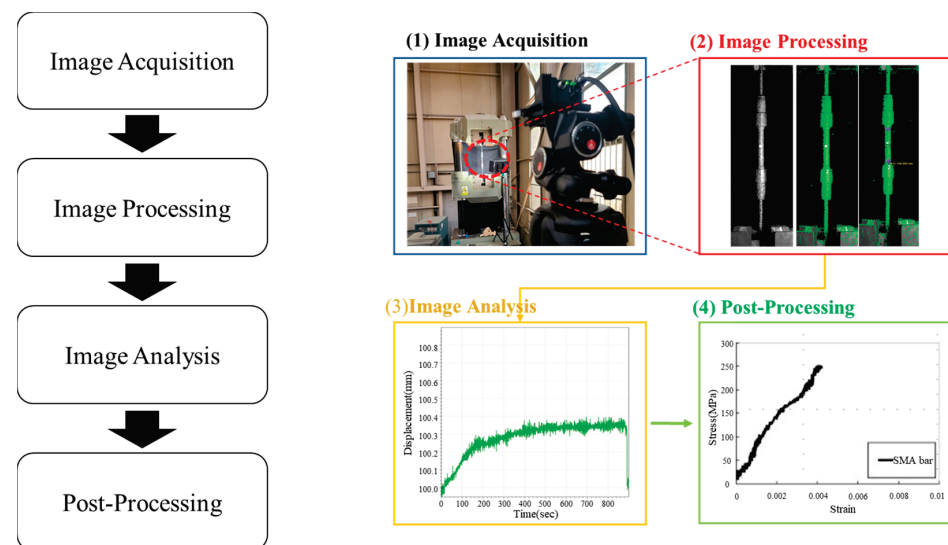 Image Acquisition
Image Processing
Image Analysis
Post-Processing
(1) Image Acquisition
(2) Image Processing
(3)Image Analysis
Displacement(mm)
100.8
100.7
100.6
100.5
100.4
100.3
100.2
100.1
100.0
0 100 200 300 400 500 600 700 800
Time(sec)
(4) Post-Processing
Stress(MPa)
300
250
200
150
100
50
0
SMA bar
0 0.002 0.004 0.006 0.008 0.01
Strain